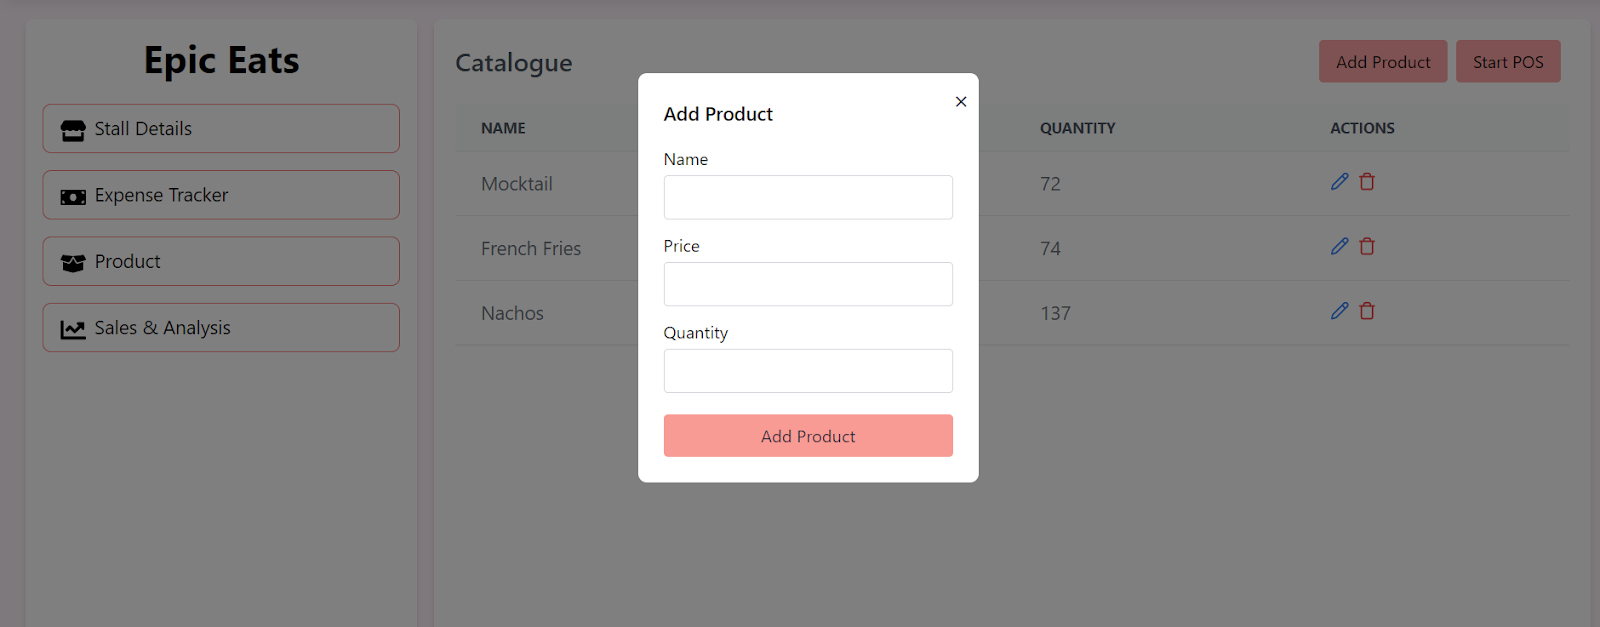 Epic Eats
Stall Details
Expense Tracker
Product
Sales & Analysis
Catalogue
Add Product
Start POS
NAME
QUANTITY
ACTIONS
Mocktail
72
French Fries
74
Nachos
137
Add Product
Name
Price
Quantity
Add Product